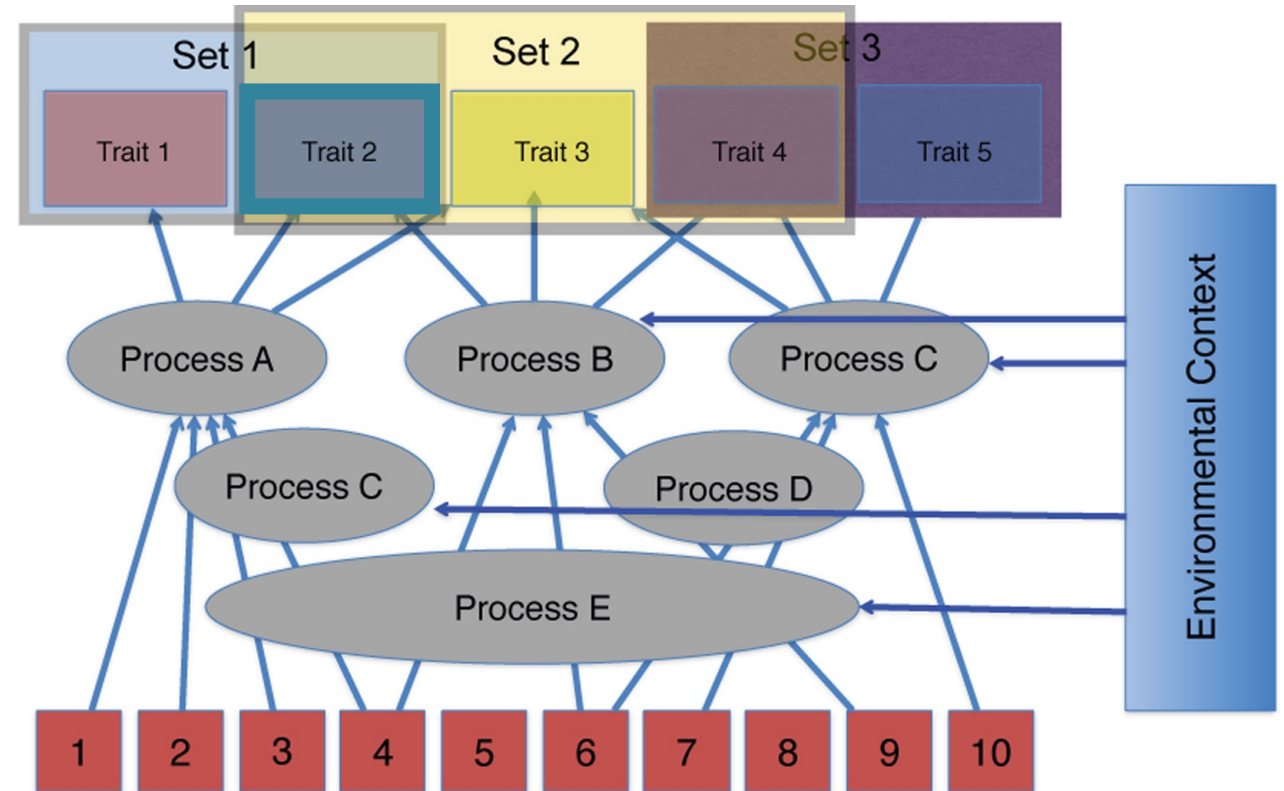 Set 1
Set 2
Set 3
Trait 1
Trait 2
Trait 3
Trait 4
Trait 5
Process A
Process B
Process C
Process C
Process D
Process E
Environmental Context
1
2
3
4
5
6
7
8
9
10